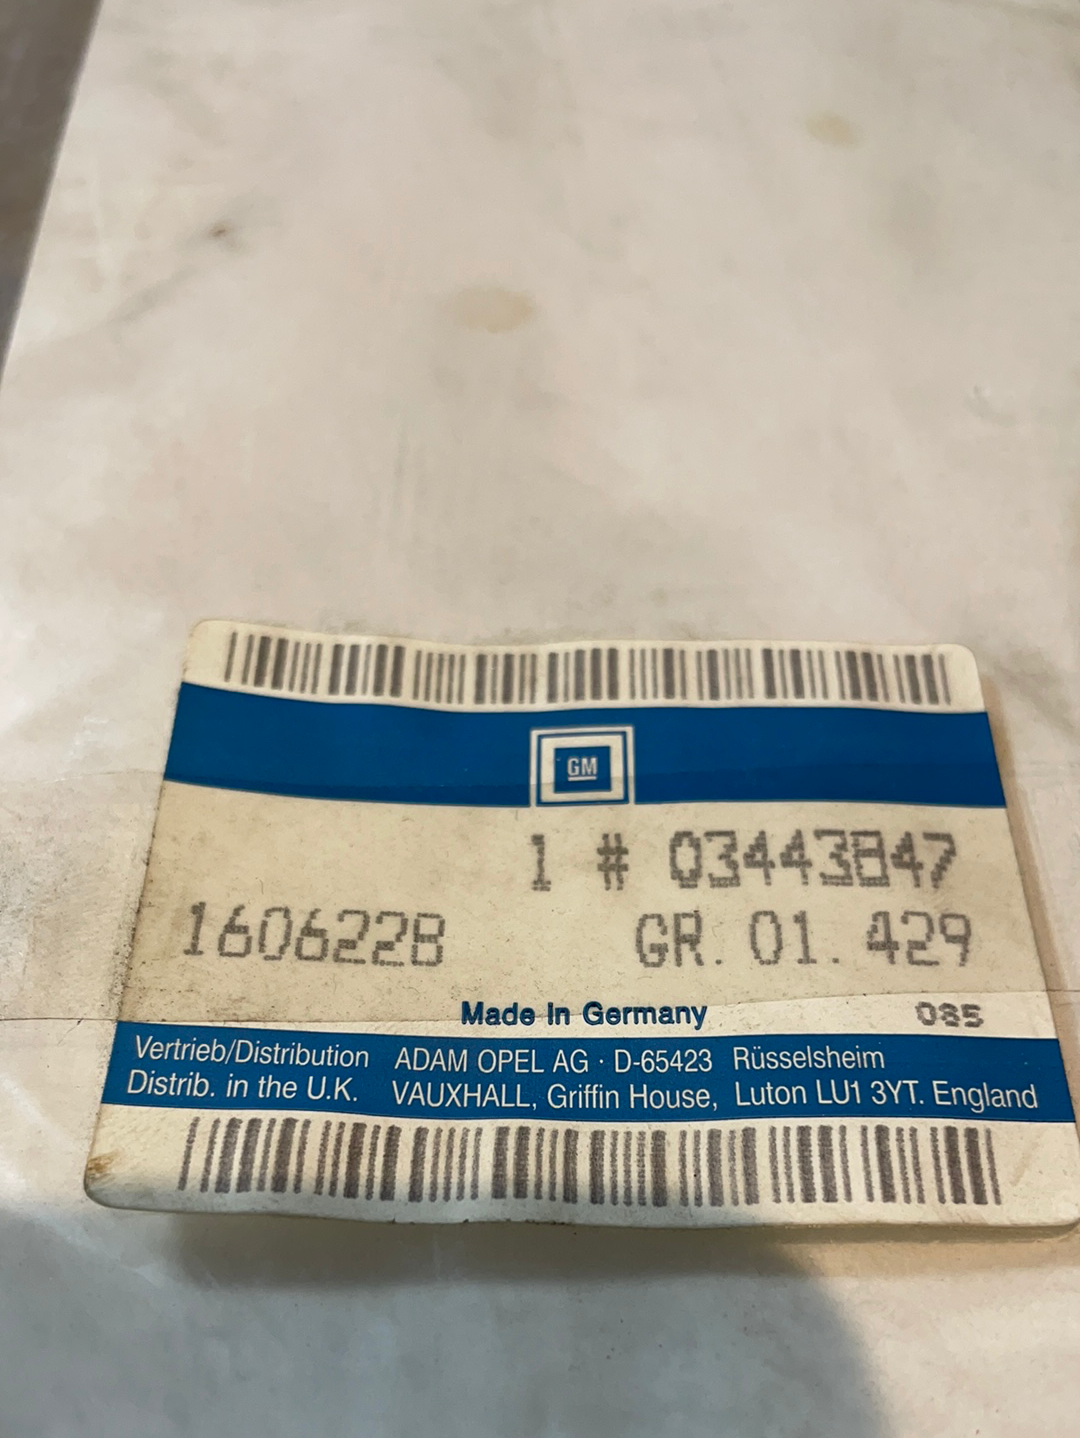 GM
1 # 03443847
1606228 GR. 01. 429
Made in Germany 085
Vertrieb/Distribution ADAM OPEL AG · D-65423 Rüsselsheim
Distrib. in the U.K. VAUXHALL, Griffin House, Luton LU1 3YT. England